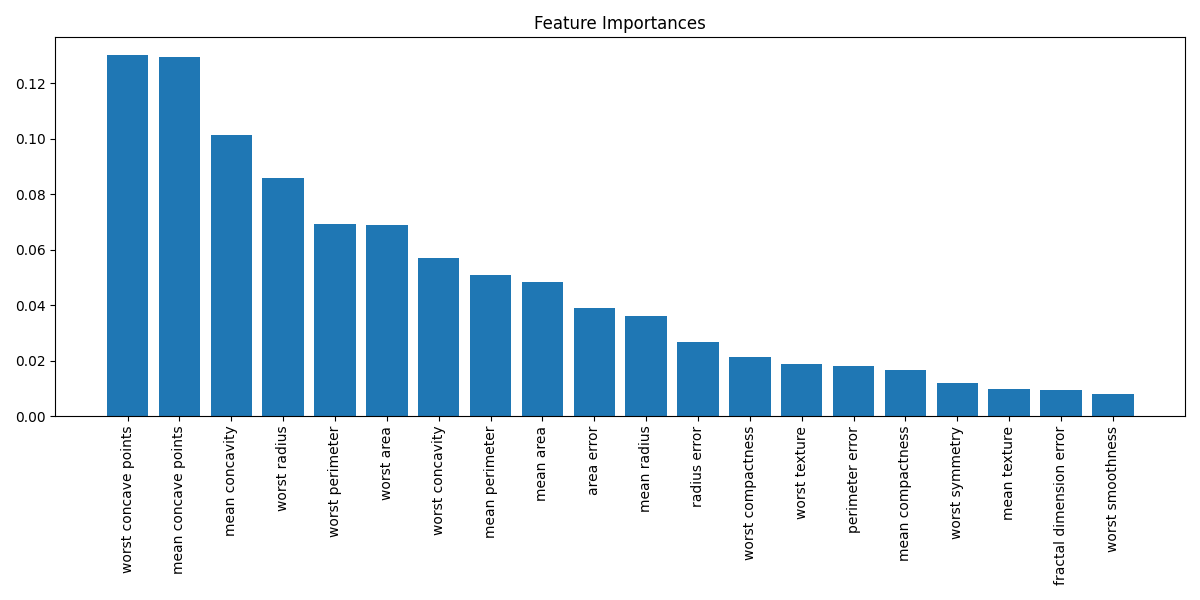 Feature Importances
0.12
0.10
0.08
0.06
0.04
0.02
0.00
worst concave points
mean concave points
mean concavity
worst radius
worst perimeter
worst area
worst concavity
mean perimeter
mean area
area error
mean radius
radius error
worst compactness
worst texture
perimeter error
mean compactness
worst symmetry
mean texture
fractal dimension error
worst smoothness